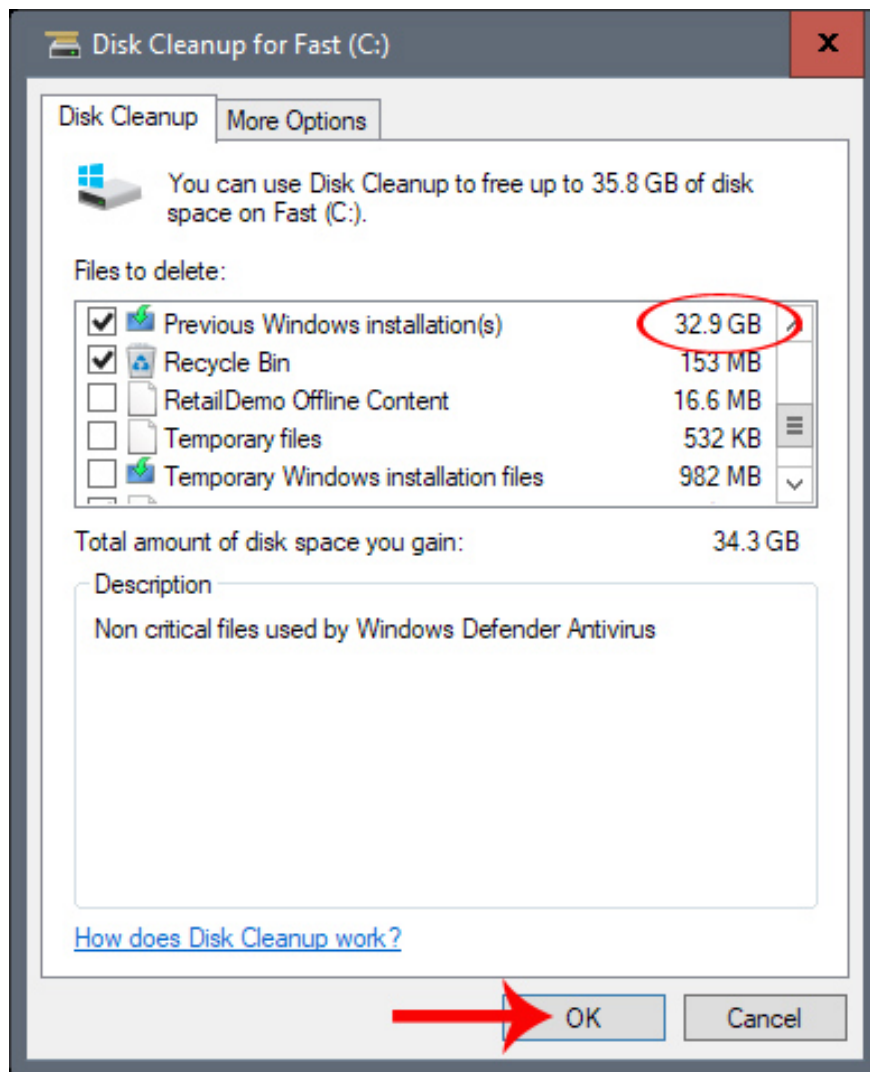 Disk Cleanup for Fast (C:)
Disk Cleanup
More Options
You can use Disk Cleanup to free up to 35.8 GB of disk
space on Fast (C:).
Files to delete:
Previous Windows installation(s) 32.9 GB
Recycle Bin 153 MB
RetailDemo Offline Content 16.6 MB
Temporary files 532 KB
Temporary Windows installation files 982 MB
Total amount of disk space you gain: 34.3 GB
Description
Non critical files used by Windows Defender Antivirus
How does Disk Cleanup work?
OK
Cancel